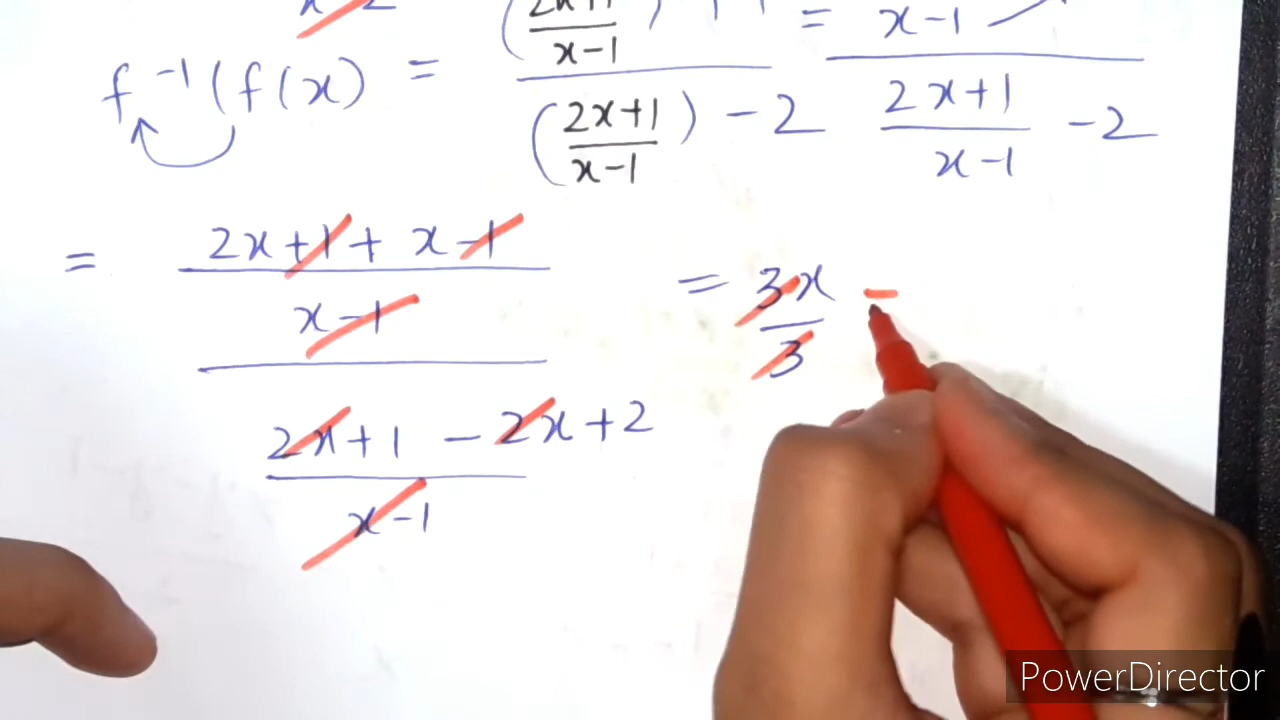 f⁻¹(f(x) = ((2x+1)/(x-1)) + 1 / ((2x+1)/(x-1)) - 2 = x-1 / (2x+1)/(x-1) - 2
= (2x+1 + x-1)/(x-1) / (2x+1 - 2x+2)/(x-1) = 3x/3 =
PowerDirector